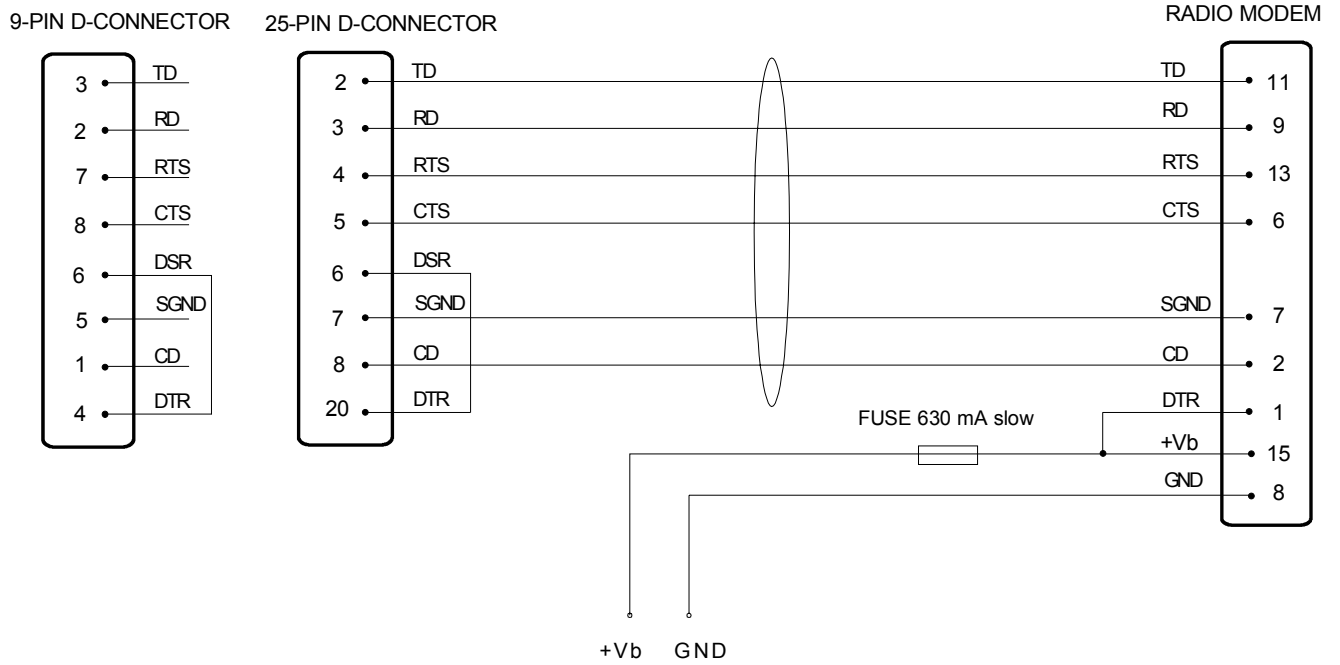 9-PIN D-CONNECTOR
3 TD
2 RD
7 RTS
8 CTS
6 DSR
5 SGND
1 CD
4 DTR
25-PIN D-CONNECTOR
2 TD
3 RD
4 RTS
5 CTS
6 DSR
7 SGND
8 CD
20 DTR
RADIO MODEM
TD 11
RD 9
RTS 13
CTS 6
SGND 7
CD 2
DTR 1
+Vb 15
GND 8
FUSE 630 mA slow
+Vb GND